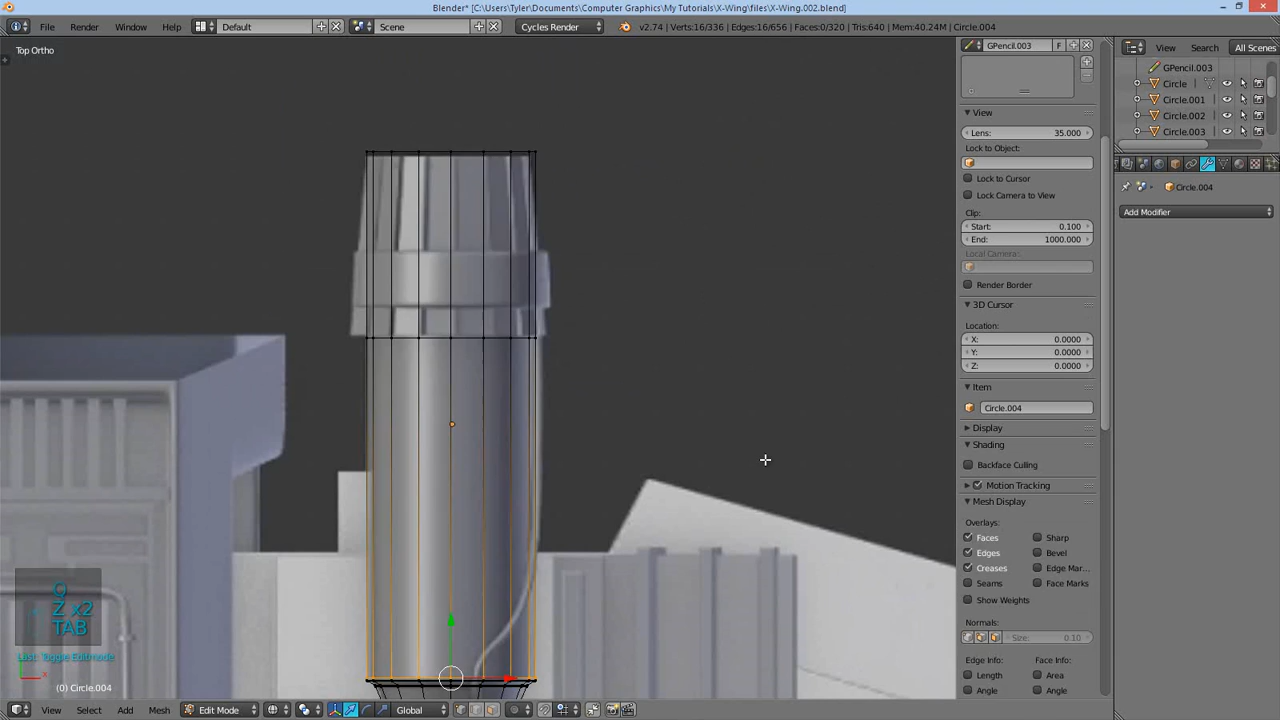 Blender* [C:\Users\Tyler\Documents\Computer Graphics\My Tutorials\X-Wing\files\X-Wing.002.blend]
File Render Window Help Default Scene Cycles Render v2.74 | Verts:16/336 | Edges:16/656 | Faces:0/320 | Tris:640 | Mem:40.24M | Circle.004
Top Ortho
GPencil.003 F
View
Lens: 35.000
Lock to Object:
Lock to Cursor
Lock Camera to View
Clip:
Start: 0.100
End: 1000.000
Local Camera:
Render Border
3D Cursor
Location:
X: 0.0000
Y: 0.0000
Z: 0.0000
Item
Circle.004
Display
Shading
Backface Culling
Motion Tracking
Mesh Display
Overlays:
Faces Sharp
Edges Bevel
Creases Edge Mar...
Seams Face Marks
Show Weights
Normals:
Size: 0.10
Edge Info: Face Info:
Length Area
Angle Angle
View Search All Scenes
GPencil.003
Circle
Circle.001
Circle.002
Circle.003
Circle.004
Add Modifier
Z x2
TAB
Last: Toggle Editmode
(0) Circle.004
View Select Add Mesh Edit Mode Global